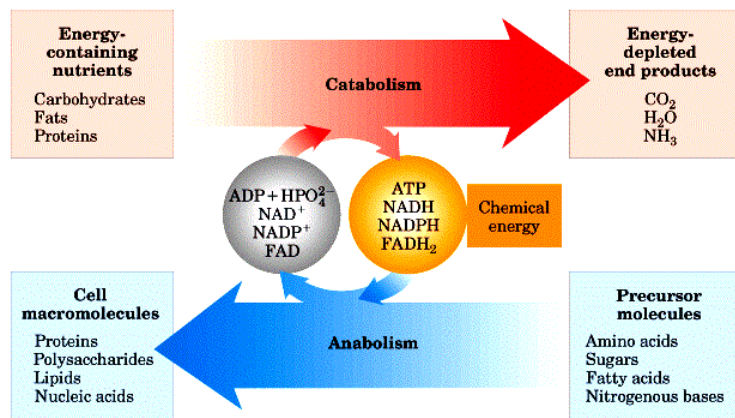 Energy-
containing
nutrients
Carbohydrates
Fats
Proteins
Catabolism
Energy-
depleted
end products
CO₂
H₂O
NH₃
ADP + HPO₄²⁻
NAD⁺
NADP⁺
FAD
ATP
NADH
NADPH
FADH₂
Chemical
energy
Cell
macromolecules
Proteins
Polysaccharides
Lipids
Nucleic acids
Anabolism
Precursor
molecules
Amino acids
Sugars
Fatty acids
Nitrogenous bases